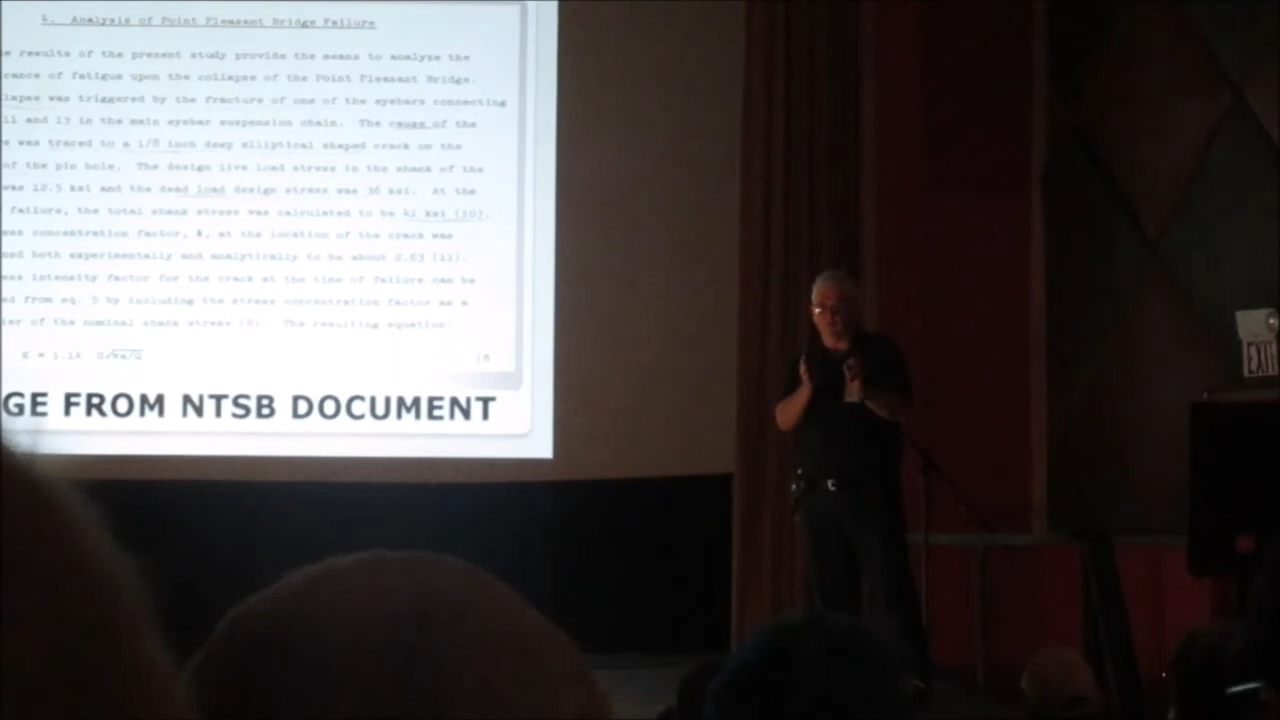 4. Analysis of Point Pleasant Bridge Failure
e results of the present study provide the means to analyze the
cance of fatigue upon the collapse of the Point Pleasant Bridge.
lapse was triggered by the fracture of one of the eyebars connecting
11 and 13 in the main eyebar suspension chain. The cause of the
e was traced to a 1/8 inch deep elliptical shaped crack on the
of the pin hole. The design live load stress in the shank of the
was 12.5 ksi and the dead load design stress was 36 ksi. At the
failure, the total shank stress was calculated to be 41 ksi (10).
ess concentration factor, λ, at the location of the crack was
ned both experimentally and analytically to be about 2.63 (11).
ess intensity factor for the crack at the time of failure can be
ed from eq. 5 by including the stress concentration factor as a
ier of the nominal shank stress (8). The resulting equation:
K = 1.1λ S√πa/Q (8
GE FROM NTSB DOCUMENT
EXIT